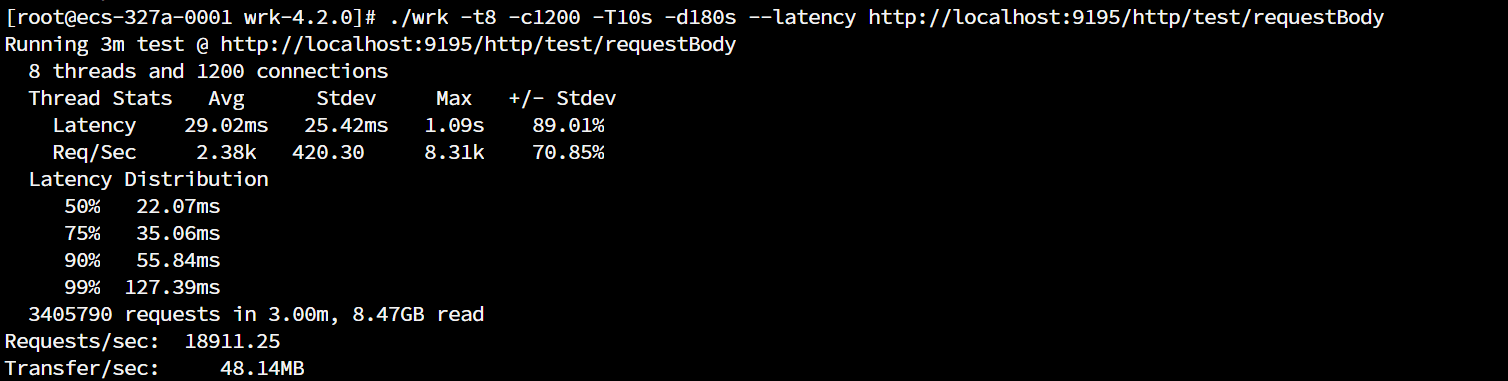 [root@ecs-327a-0001 wrk-4.2.0]# ./wrk -t8 -c1200 -T10s -d180s --latency http://localhost:9195/http/test/requestBody
Running 3m test @ http://localhost:9195/http/test/requestBody
  8 threads and 1200 connections
  Thread Stats   Avg      Stdev     Max   +/- Stdev
    Latency    29.02ms   25.42ms   1.09s    89.01%
    Req/Sec     2.38k   420.30     8.31k    70.85%
  Latency Distribution
     50%   22.07ms
     75%   35.06ms
     90%   55.84ms
     99%  127.39ms
  3405790 requests in 3.00m, 8.47GB read
Requests/sec:  18911.25
Transfer/sec:     48.14MB